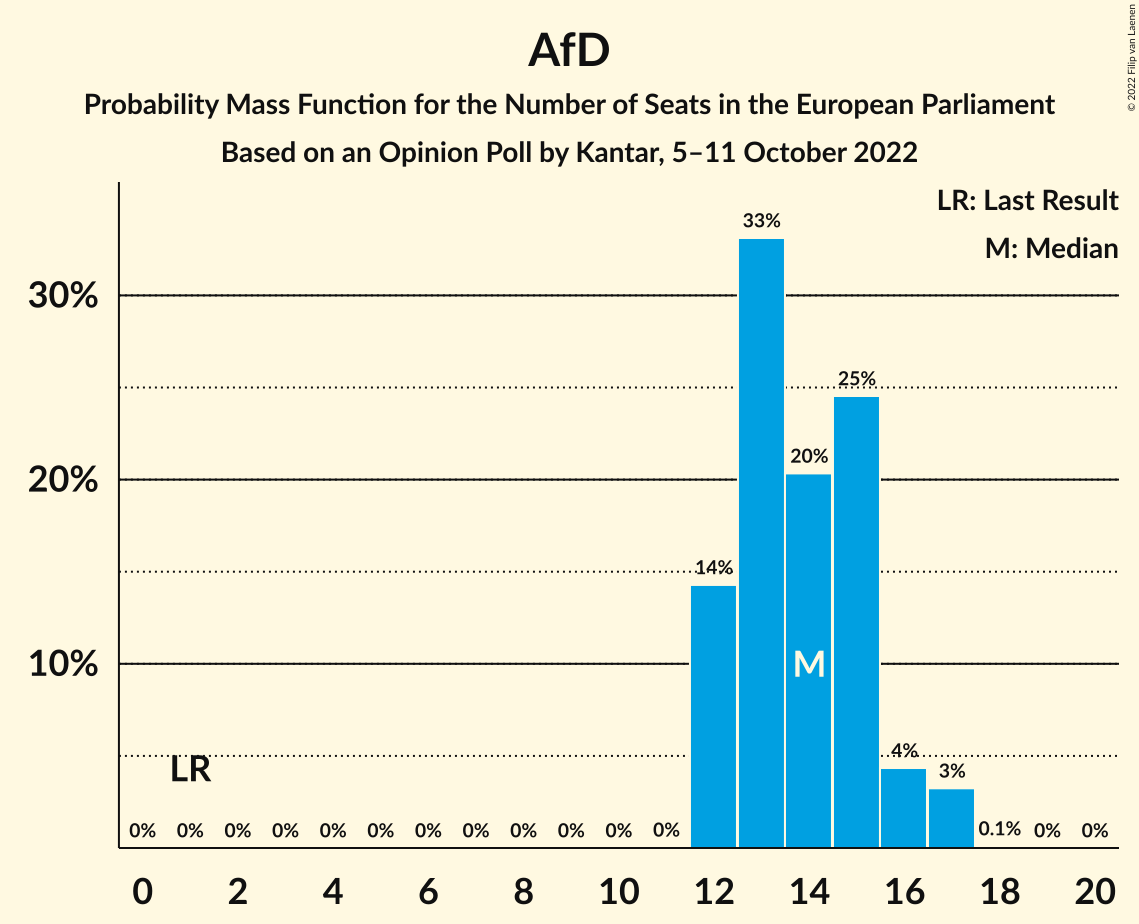 AfD
Probability Mass Function for the Number of Seats in the European Parliament
Based on an Opinion Poll by Kantar, 5–11 October 2022
© 2022 Filip van Laenen
LR: Last Result
M: Median
33%
30%
25%
20%
20%
14%
10%
M
LR
4%
3%
0% 0% 0% 0% 0% 0% 0% 0% 0% 0% 0% 0% 0.1% 0% 0%
0 2 4 6 8 10 12 14 16 18 20